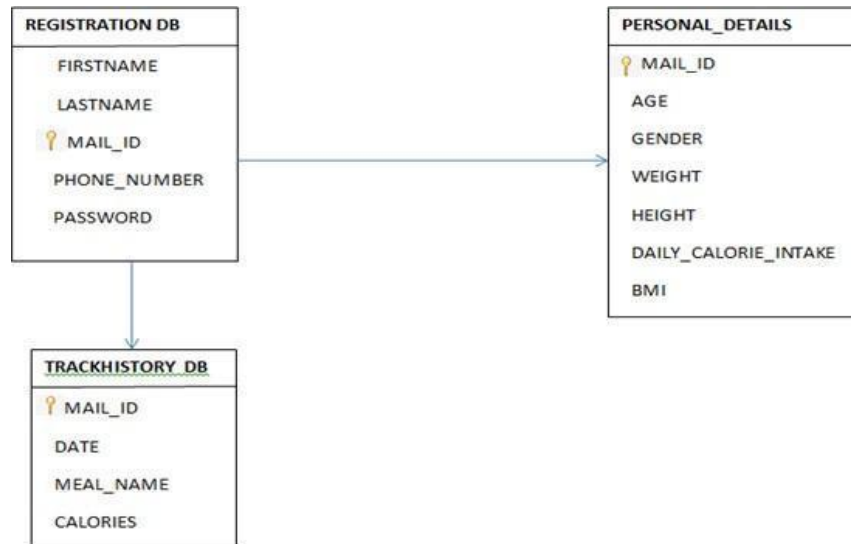 REGISTRATION DB
FIRSTNAME
LASTNAME
MAIL_ID
PHONE_NUMBER
PASSWORD
PERSONAL_DETAILS
MAIL_ID
AGE
GENDER
WEIGHT
HEIGHT
DAILY_CALORIE_INTAKE
BMI
TRACKHISTORY_DB
MAIL_ID
DATE
MEAL_NAME
CALORIES